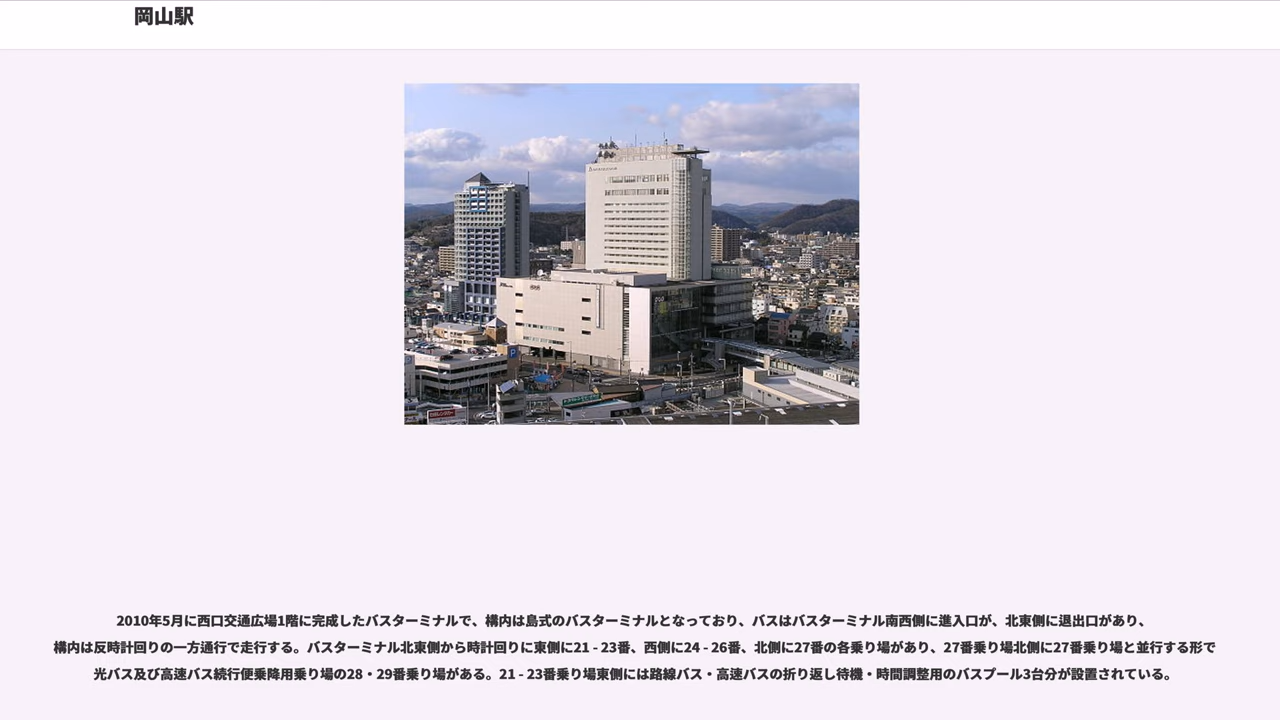 岡山駅
P
2010年5月に西口交通広場1階に完成したバスターミナルで、構内は島式のバスターミナルとなっており、バスはバスターミナル南西側に進入口が、北東側に退出口があり、
構内は反時計回りの一方通行で走行する。バスターミナル北東側から時計回りに東側に21 - 23番、西側に24 - 26番、北側に27番の各乗り場があり、27番乗り場北側に27番乗り場と並行する形で
光バス及び高速バス続行便乗降用乗り場の28・29番乗り場がある。21 - 23番乗り場東側には路線バス・高速バスの折り返し待機・時間調整用のバスプール3台分が設置されている。